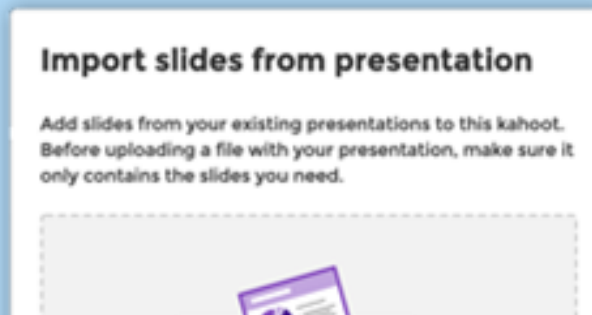 Import slides from presentation
Add slides from your existing presentations to this kahoot.
Before uploading a file with your presentation, make sure it
only contains the slides you need.